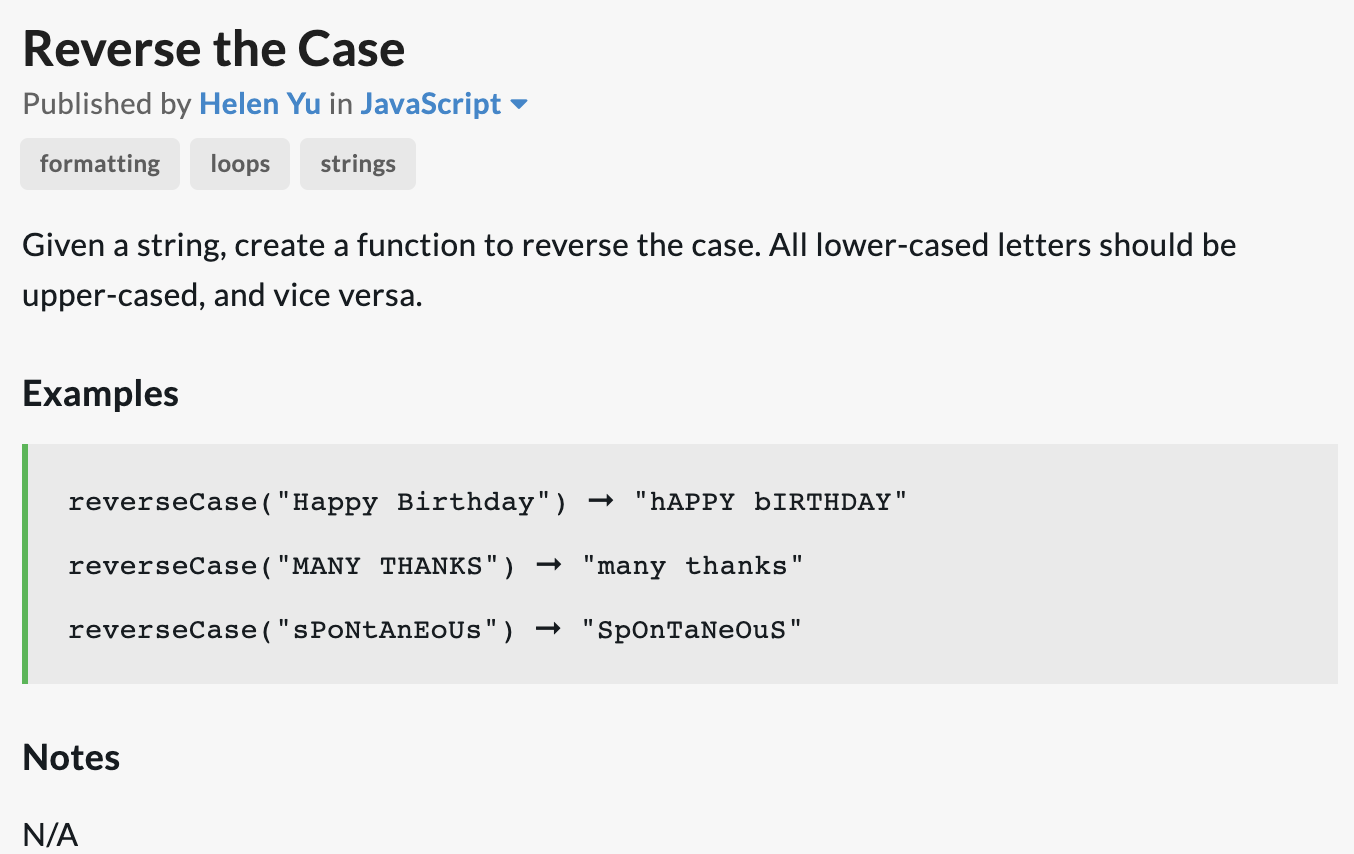 Reverse the Case
Published by Helen Yu in JavaScript
formatting loops strings
Given a string, create a function to reverse the case. All lower-cased letters should be
upper-cased, and vice versa.
Examples
reverseCase("Happy Birthday") ➞ "hAPPY bIRTHDAY"
reverseCase("MANY THANKS") ➞ "many thanks"
reverseCase("sPoNtAnEoUs") ➞ "SpOnTaNeOuS"
Notes
N/A